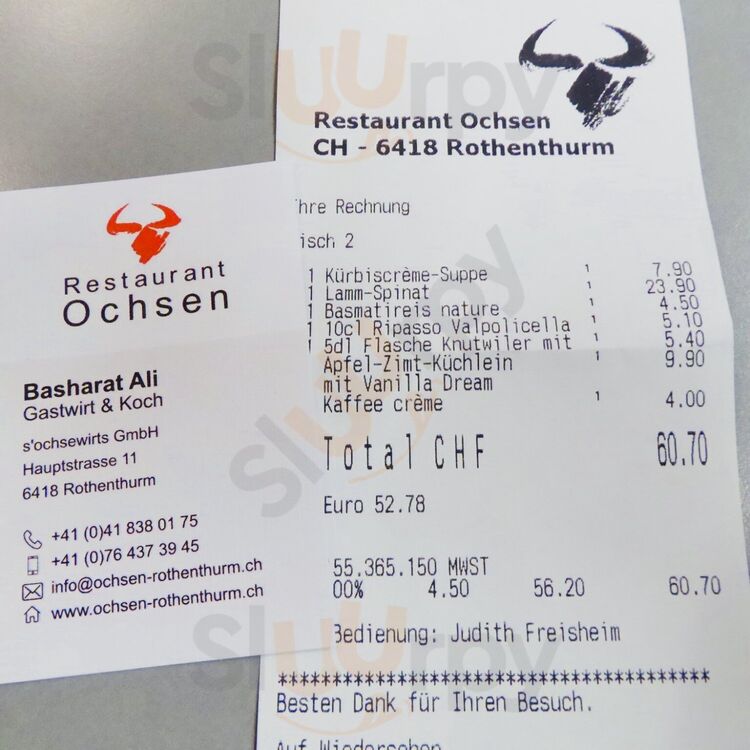 Restaurant Ochsen
CH - 6418 Rothenthurm
hre Rechnung
isch 2
1 Kürbiscrème-Suppe 1 7.90
1 Lamm-Spinat 23.90
1 Basmatireis nature 1 4.50
1 10cl Ripasso Valpolicella 1 5.10
1 5dl Flasche Knutwiler mit 1 5.40
Apfel-Zimt-Küchlein 1 9.90
mit Vanilla Dream
Kaffee crème 1 4.00
Total CHF 60.70
Euro 52.78
55.365.150 MWST
00% 4.50 56.20 60.70
Bedienung: Judith Freisheim
****************************************
Besten Dank für Ihren Besuch.
Auf Wiedersehen
Restaurant
Ochsen
Basharat Ali
Gastwirt & Koch
s'ochsewirts GmbH
Hauptstrasse 11
6418 Rothenthurm
+41 (0)41 838 01 75
+41 (0)76 437 39 45
info@ochsen-rothenthurm.ch
www.ochsen-rothenthurm.ch
Sluurpy
Sluurpy
Sluurpy